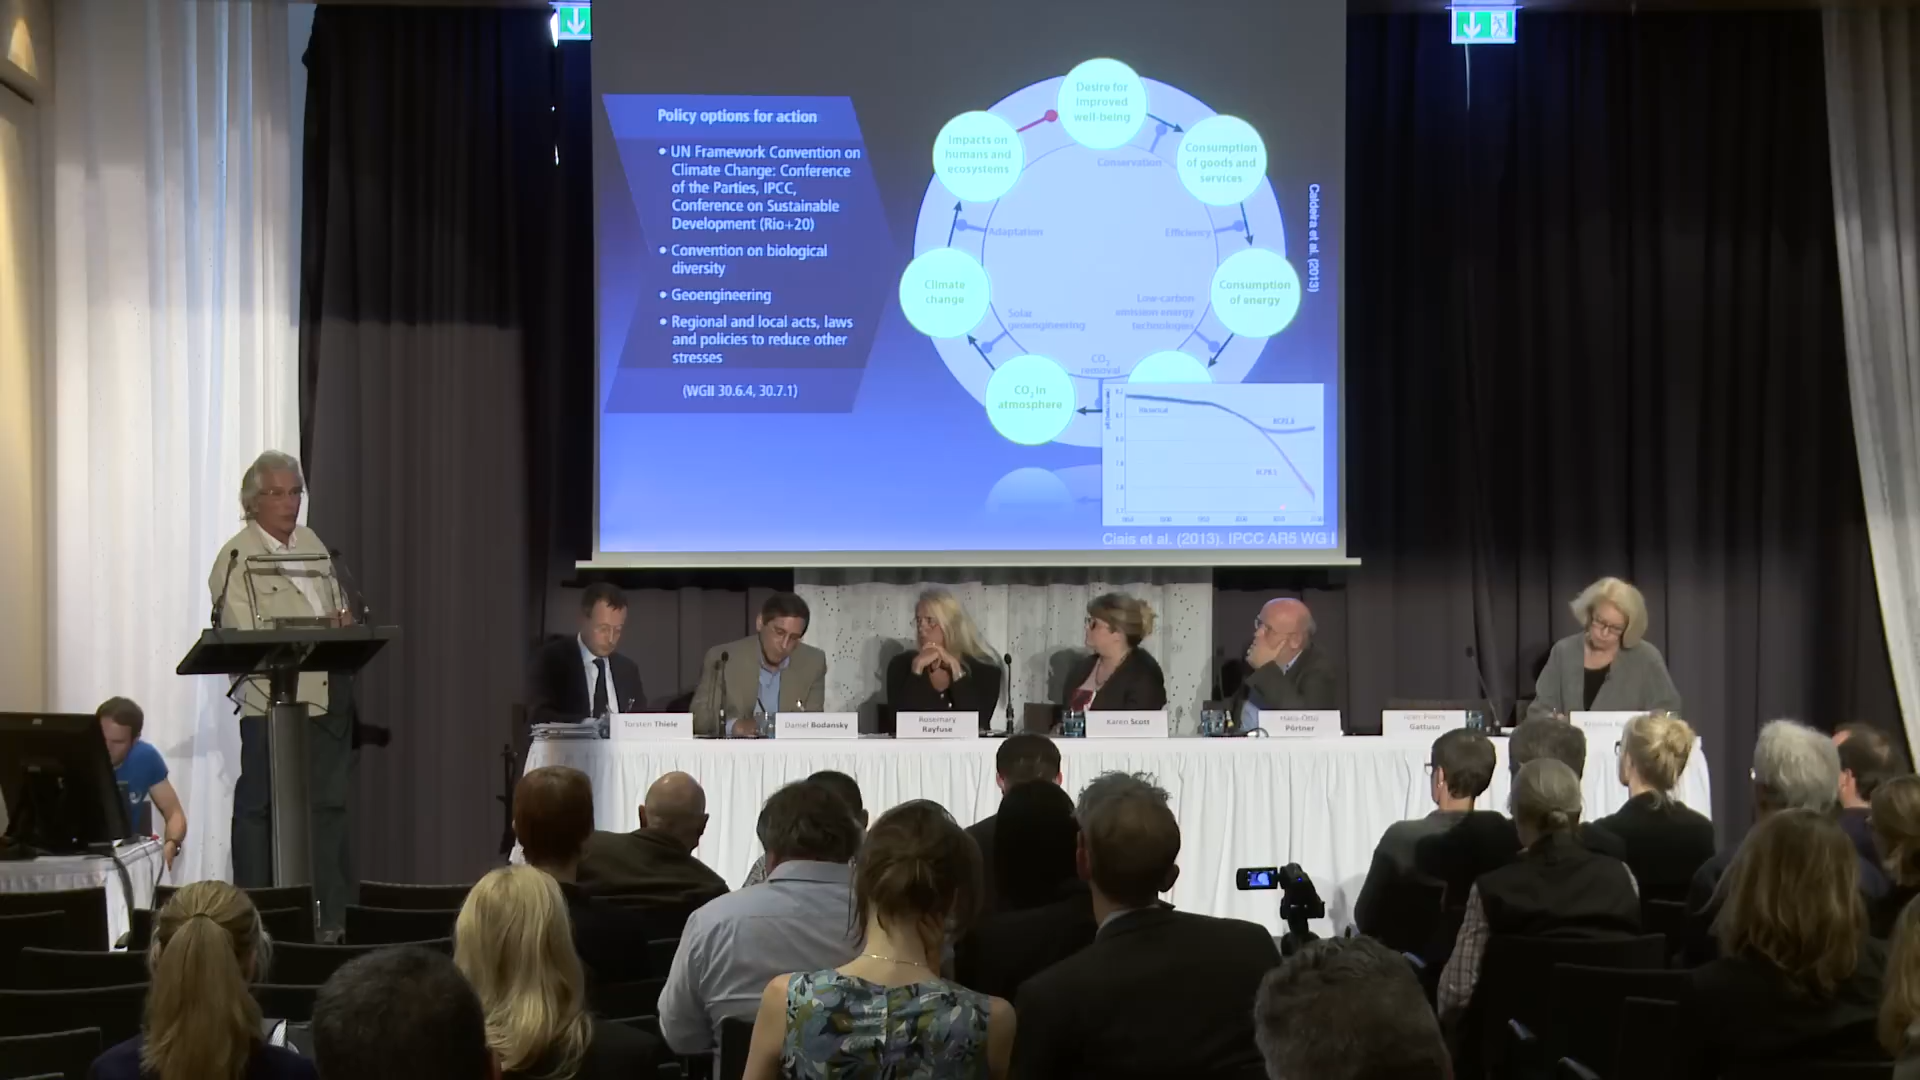 Policy options for action
• UN Framework Convention on
Climate Change: Conference
of the Parties, IPCC,
Conference on Sustainable
Development (Rio+20)
• Convention on biological
diversity
• Geoengineering
• Regional and local acts, laws
and policies to reduce other
stresses
(WGII 30.6.4, 30.7.1)
Desire for
improved
well-being
Impacts on
humans and
ecosystems
Conservation
Consumption
of goods and
services
Adaptation
Efficiency
Climate
change
Consumption
of energy
Low-carbon
emission energy
technologies
Solar
geoengineering
CO2
removal
CO2 in
atmosphere
Caldeira et al. (2013)
Historical
RCP2.6
RCP8.5
Ciais et al. (2013). IPCC AR5 WG I
Torsten Thiele
Daniel Bodansky
Rosemary
Rayfuse
Karen Scott
Hans-Otto
Pörtner
Jean-Pierre
Gattuso